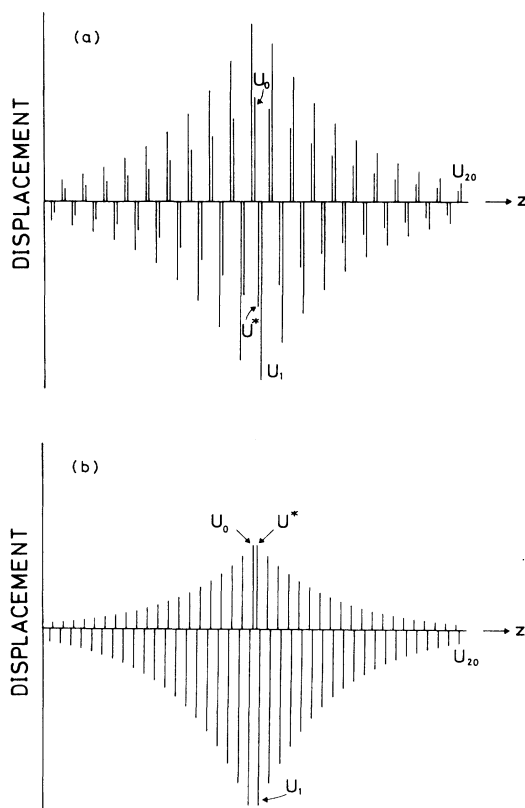 (a)
DISPLACEMENT
U₀
U₂₀
z
U*
U₁
(b)
DISPLACEMENT
U₀
U*
z
U₂₀
U₁